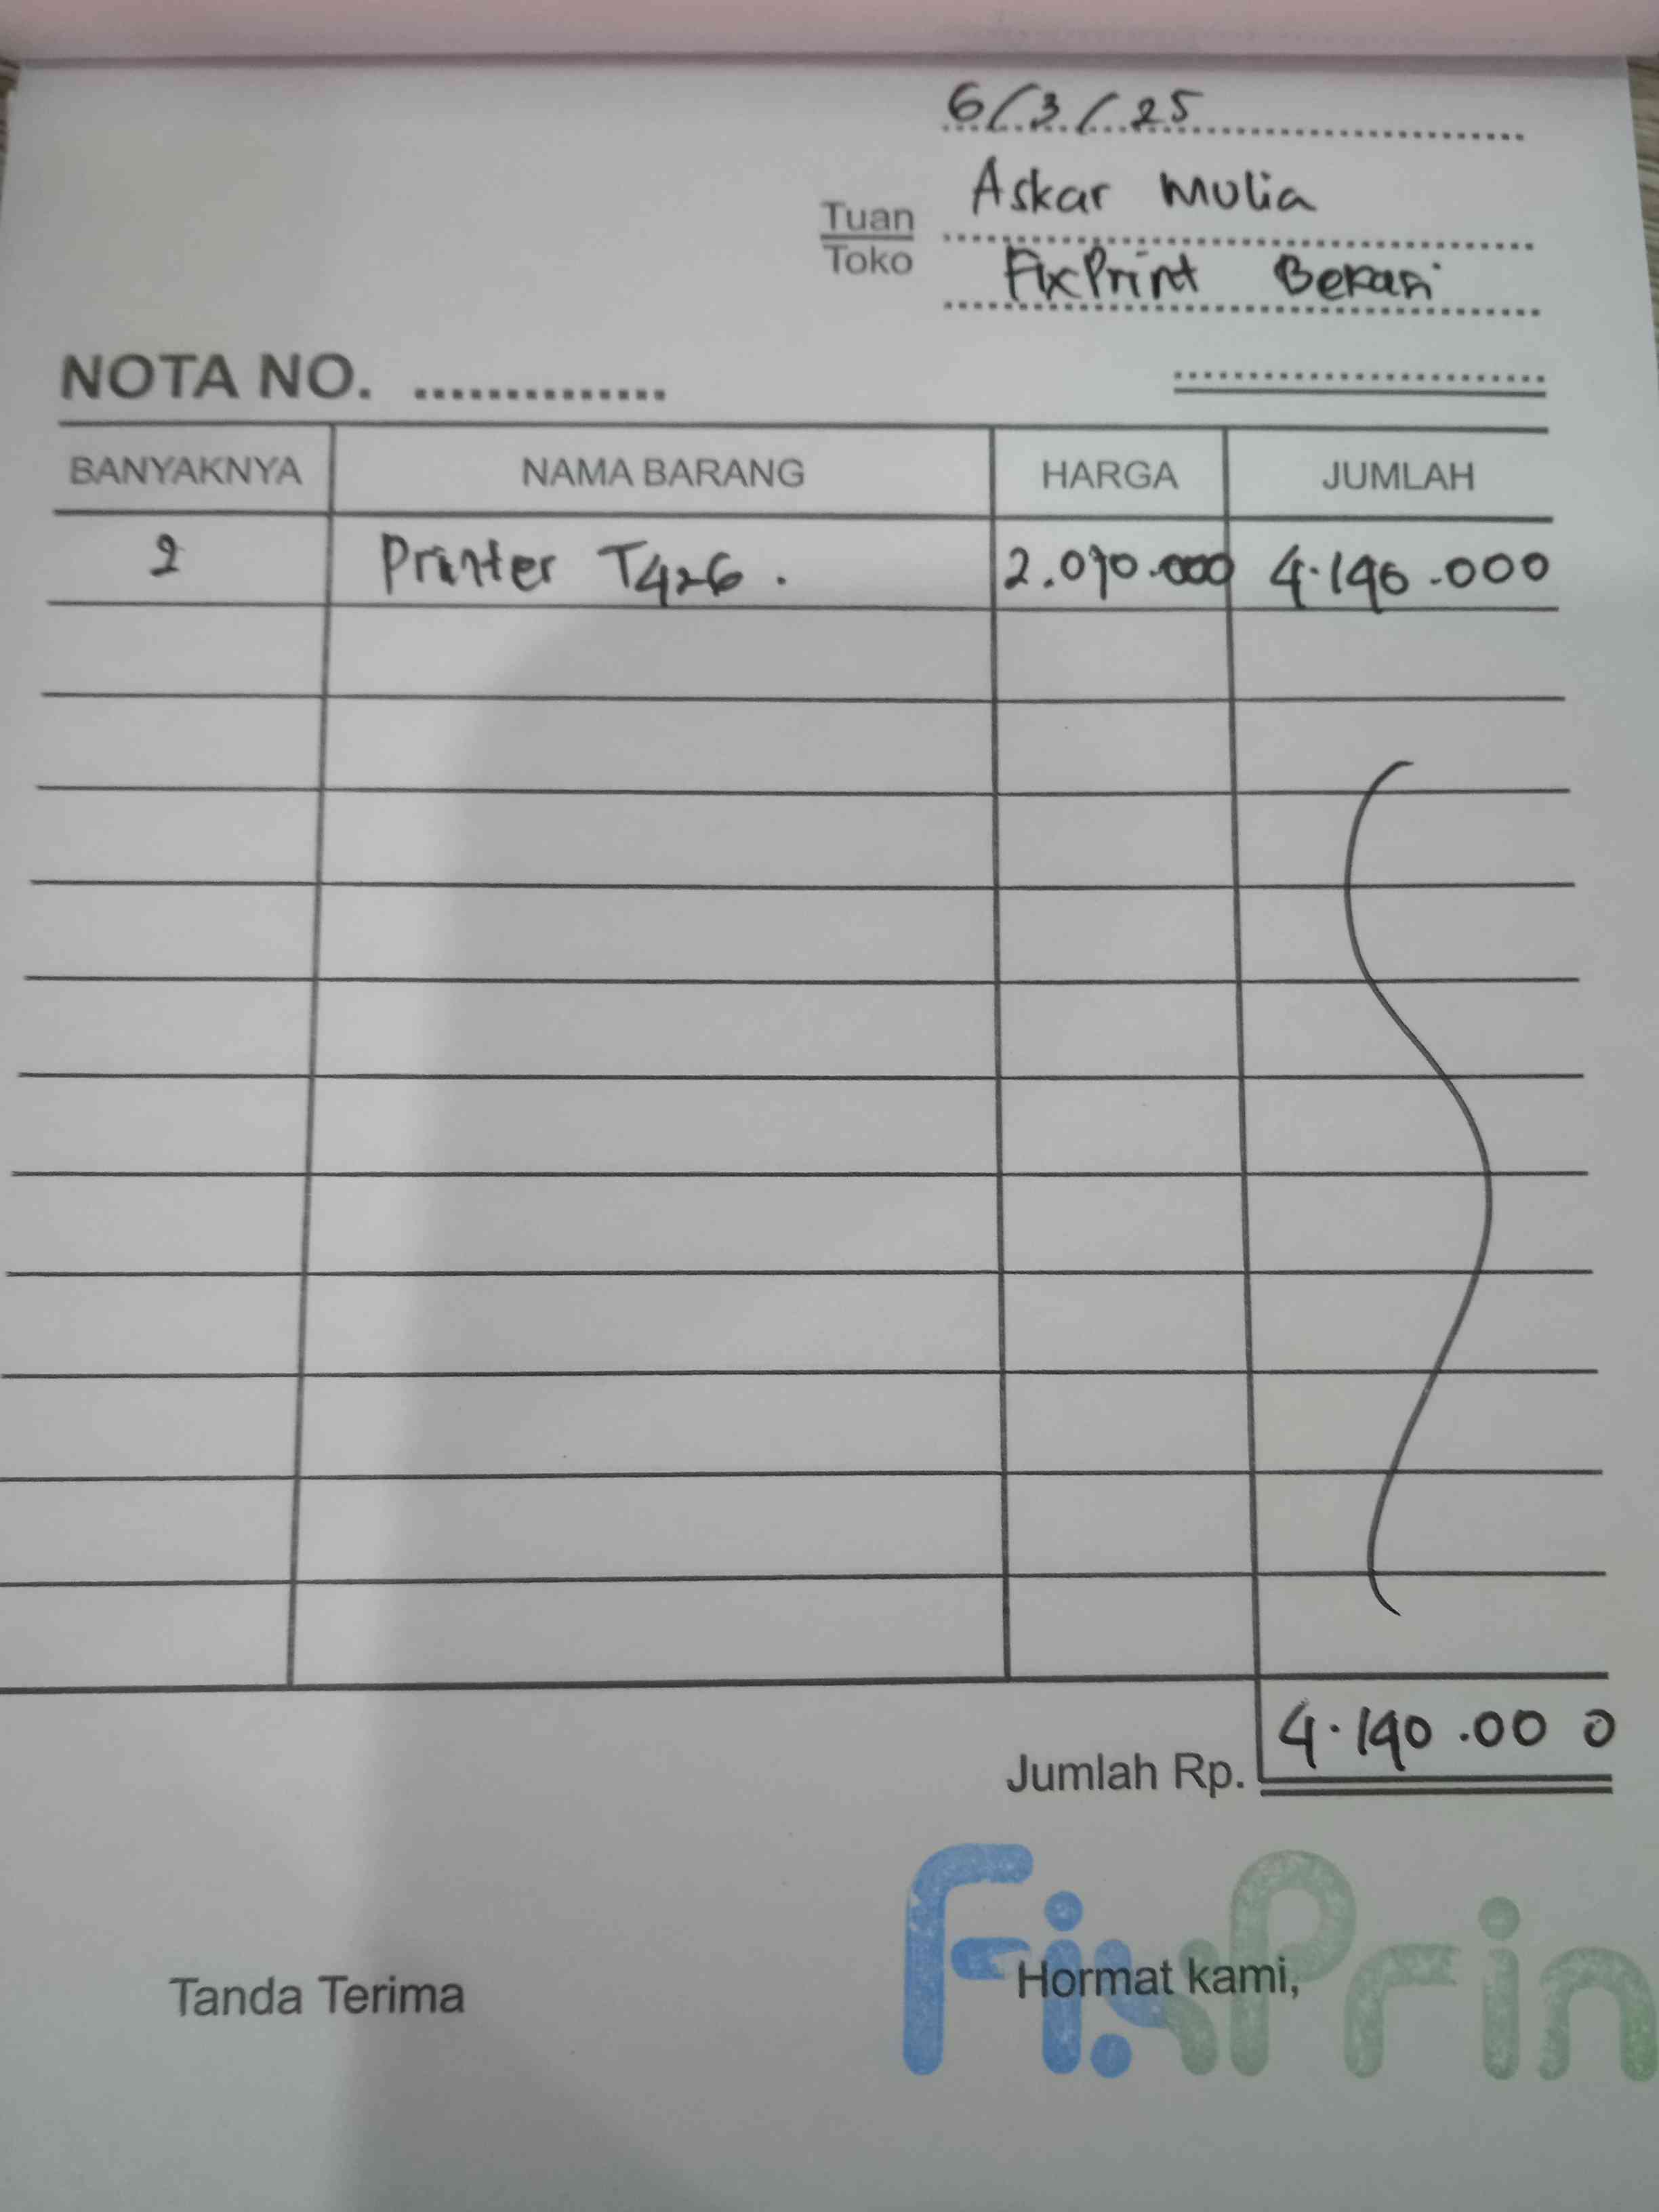 6/3/25
Tuan
Toko
Askar Mulia
FixPrint Bekasi
NOTA NO. ..............
BANYAKNYA NAMA BARANG HARGA JUMLAH
2 Printer T426. 2.070.000 4.140.000
Jumlah Rp. 4.140.000
FixPrin
Tanda Terima Hormat kami,